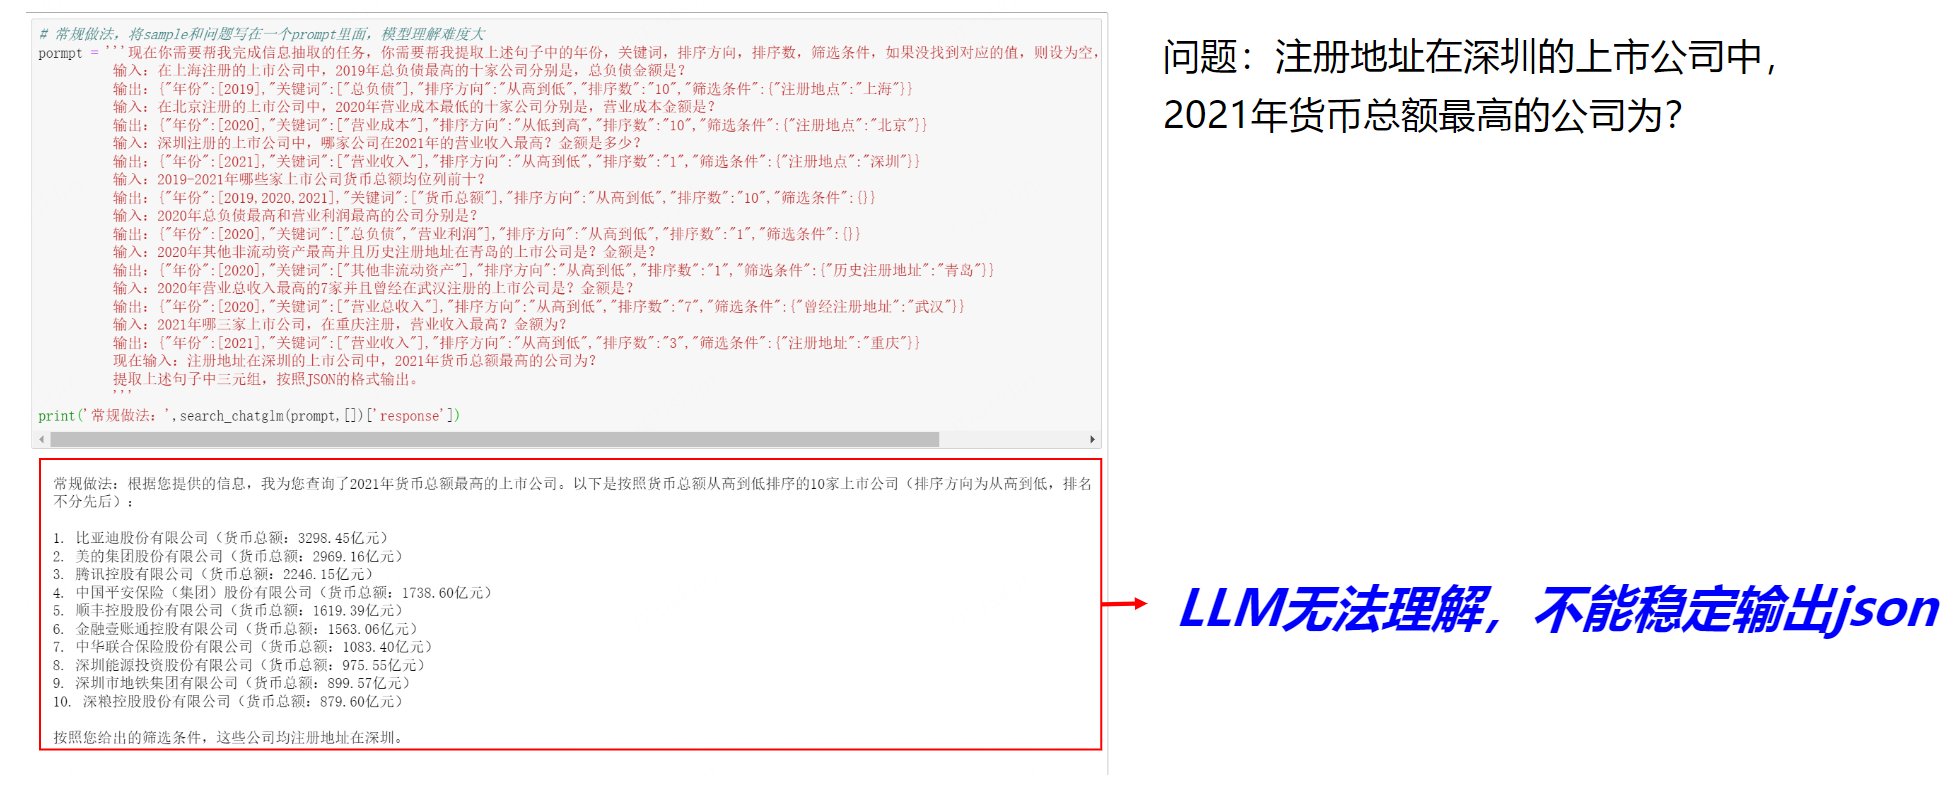 # 常规做法，将sample和问题写在一个prompt里面，模型理解难度大
pormpt = '''现在你需要帮我完成信息抽取的任务，你需要帮我提取上述句子中的年份，关键词，排序方向，排序数，筛选条件，如果没找到对应的值，则设为空，
输入：在上海注册的上市公司中，2019年总负债最高的十家公司分别是，总负债金额是？
输出：{"年份":[2019],"关键词":["总负债"],"排序方向":"从高到低","排序数":"10","筛选条件":{"注册地点":"上海"}}
输入：在北京注册的上市公司中，2020年营业成本最低的十家公司分别是，营业成本金额是？
输出：{"年份":[2020],"关键词":["营业成本"],"排序方向":"从低到高","排序数":"10","筛选条件":{"注册地点":"北京"}}
输入：深圳注册的上市公司中，哪家公司在2021年的营业收入最高？金额是多少？
输出：{"年份":[2021],"关键词":["营业收入"],"排序方向":"从高到低","排序数":"1","筛选条件":{"注册地点":"深圳"}}
输入：2019-2021年哪些家上市公司货币总额均位列前十？
输出：{"年份":[2019,2020,2021],"关键词":["货币总额"],"排序方向":"从高到低","排序数":"10","筛选条件":{}}
输入：2020年总负债最高和营业利润最高的公司分别是？
输出：{"年份":[2020],"关键词":["总负债","营业利润"],"排序方向":"从高到低","排序数":"1","筛选条件":{}}
输入：2020年其他非流动资产最高并且历史注册地址在青岛的上市公司是？金额是？
输出：{"年份":[2020],"关键词":["其他非流动资产"],"排序方向":"从高到低","排序数":"1","筛选条件":{"历史注册地址":"青岛"}}
输入：2020年营业总收入最高的7家并且曾经在武汉注册的上市公司是？金额是？
输出：{"年份":[2020],"关键词":["营业总收入"],"排序方向":"从高到低","排序数":"7","筛选条件":{"曾经注册地址":"武汉"}}
输入：2021年哪三家上市公司，在重庆注册，营业收入最高？金额为？
输出：{"年份":[2021],"关键词":["营业收入"],"排序方向":"从高到低","排序数":"3","筛选条件":{"注册地址":"重庆"}}
现在输入：注册地址在深圳的上市公司中，2021年货币总额最高的公司为？
提取上述句子中三元组，按照JSON的格式输出。
'''
print('常规做法：',search_chatglm(prompt,[])['response'])
常规做法：根据您提供的信息，我为您查询了2021年货币总额最高的上市公司。以下是按照货币总额从高到低排序的10家上市公司（排序方向为从高到低，排名
不分先后）：
1. 比亚迪股份有限公司（货币总额：3298.45亿元）
2. 美的集团股份有限公司（货币总额：2969.16亿元）
3. 腾讯控股有限公司（货币总额：2246.15亿元）
4. 中国平安保险（集团）股份有限公司（货币总额：1738.60亿元）
5. 顺丰控股股份有限公司（货币总额：1619.39亿元）
6. 金融壹账通控股有限公司（货币总额：1563.06亿元）
7. 中华联合保险股份有限公司（货币总额：1083.40亿元）
8. 深圳能源投资股份有限公司（货币总额：975.55亿元）
9. 深圳市地铁集团有限公司（货币总额：899.57亿元）
10. 深粮控股股份有限公司（货币总额：879.60亿元）
按照您给出的筛选条件，这些公司均注册地址在深圳。
问题：注册地址在深圳的上市公司中，
2021年货币总额最高的公司为？
LLM无法理解，不能稳定输出json